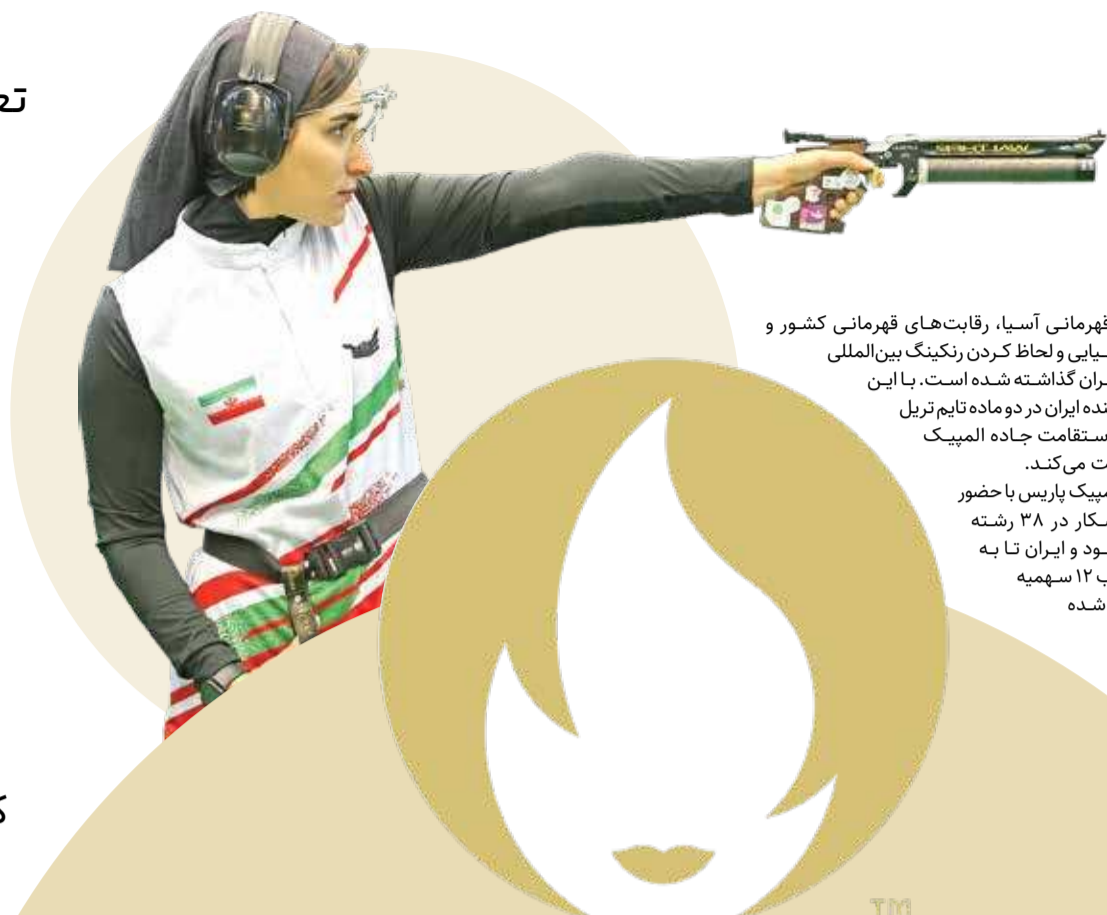 تع
قهرمانی آسیا، رقابت‌های قهرمانی کشور و
سیایی و لحاظ کردن رنکینگ بین‌المللی
ران گذاشته شده است. با این
نده ایران در دو ماده تایم تریل
ستقامت جاده المپیک
ت می‌کند.
مپیک پاریس با حضور
سکار در ۳۸ رشته
ود و ایران تا به
ب ۱۲ سهمیه
شده
ک